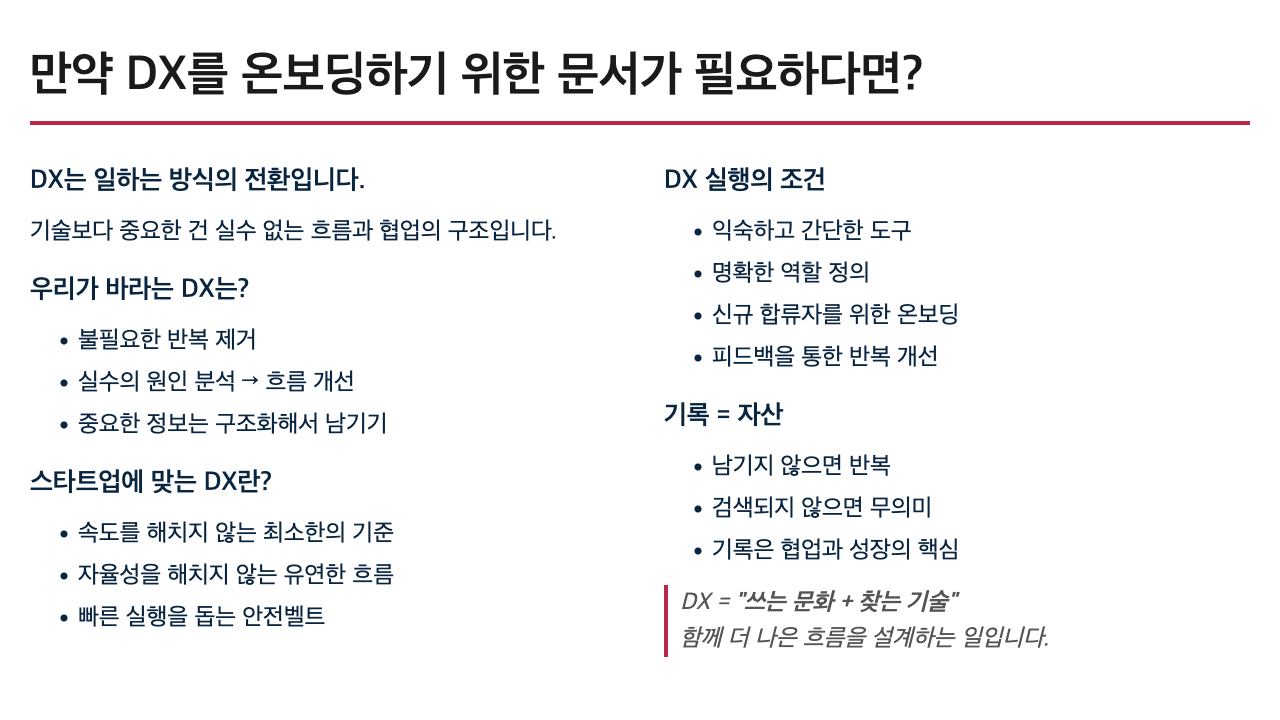 만약 DX를 온보딩하기 위한 문서가 필요하다면?
DX는 일하는 방식의 전환입니다.
기술보다 중요한 건 실수 없는 흐름과 협업의 구조입니다.
우리가 바라는 DX는?
• 불필요한 반복 제거
• 실수의 원인 분석 → 흐름 개선
• 중요한 정보는 구조화해서 남기기
스타트업에 맞는 DX란?
• 속도를 해치지 않는 최소한의 기준
• 자율성을 해치지 않는 유연한 흐름
• 빠른 실행을 돕는 안전벨트
DX 실행의 조건
• 익숙하고 간단한 도구
• 명확한 역할 정의
• 신규 합류자를 위한 온보딩
• 피드백을 통한 반복 개선
기록 = 자산
• 남기지 않으면 반복
• 검색되지 않으면 무의미
• 기록은 협업과 성장의 핵심
DX = "쓰는 문화 + 찾는 기술"
함께 더 나은 흐름을 설계하는 일입니다.